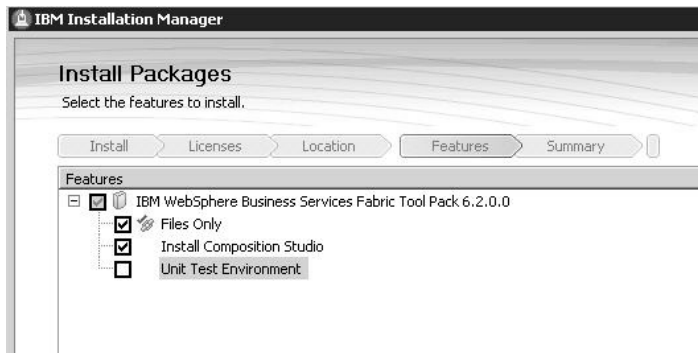 IBM Installation Manager
Install Packages
Select the features to install.
Install Licenses Location Features Summary
Features
IBM WebSphere Business Services Fabric Tool Pack 6.2.0.0
Files Only
Install Composition Studio
Unit Test Environment